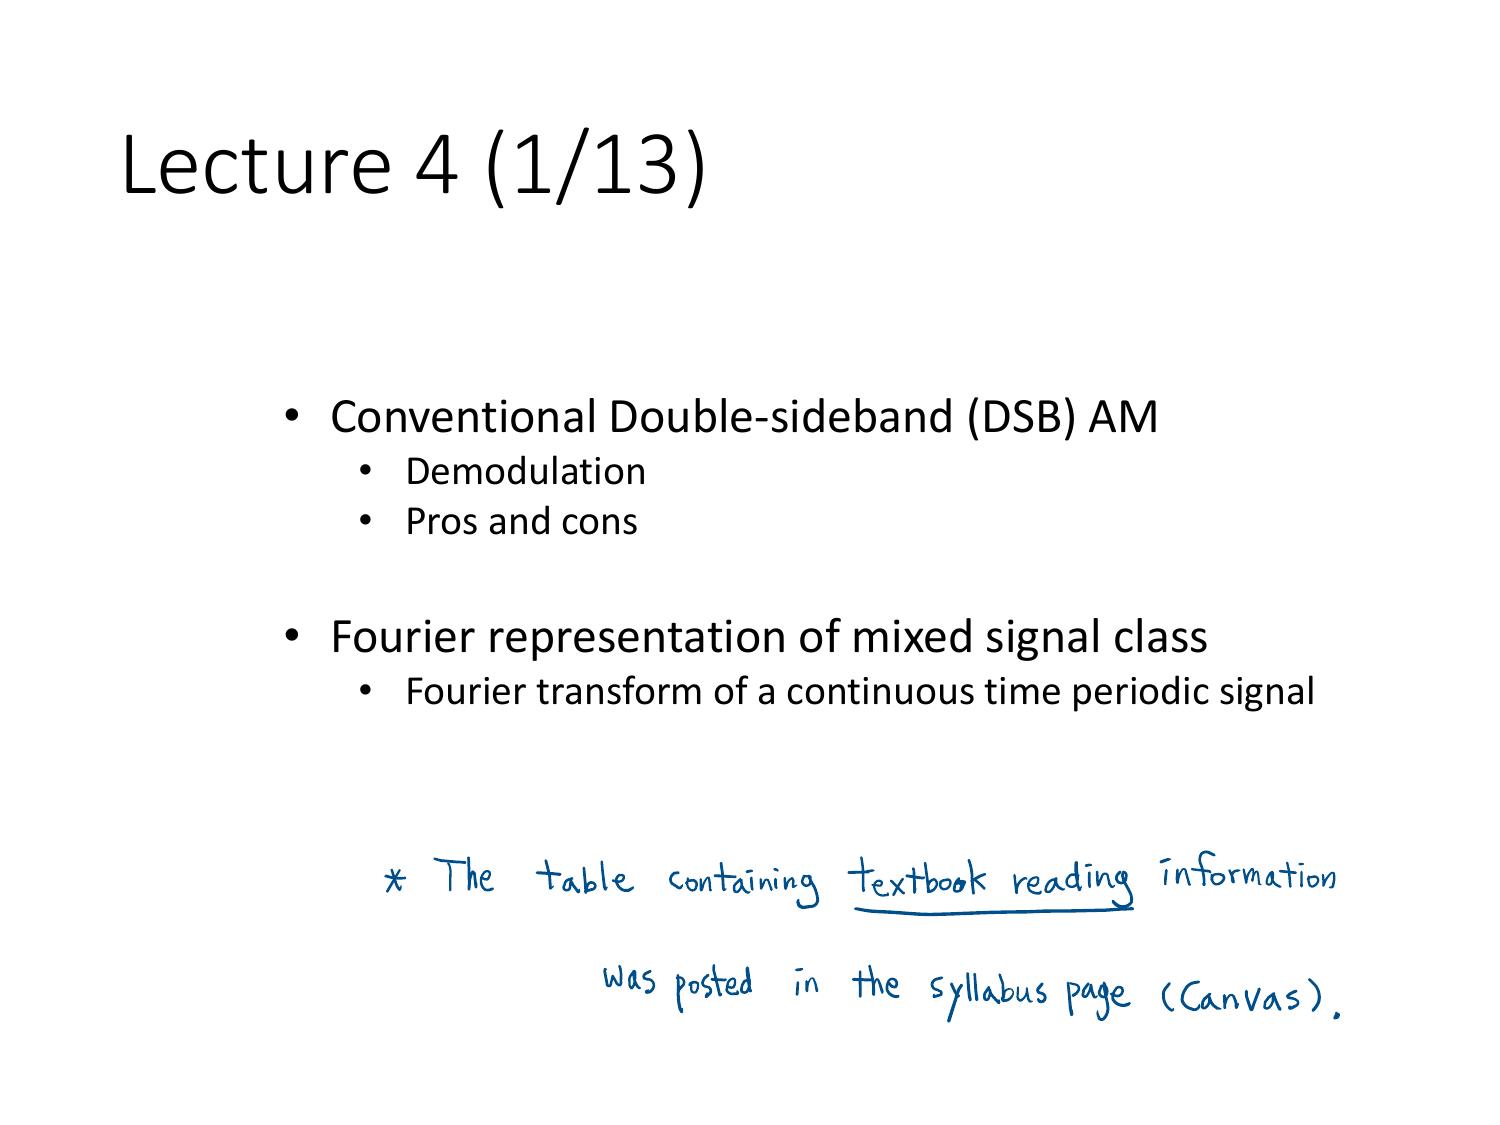 Lecture 4 (1/13)
• Conventional Double-sideband (DSB) AM
• Demodulation
• Pros and cons
• Fourier representation of mixed signal class
• Fourier transform of a continuous time periodic signal
* The table containing textbook reading information
was posted in the syllabus page (Canvas).